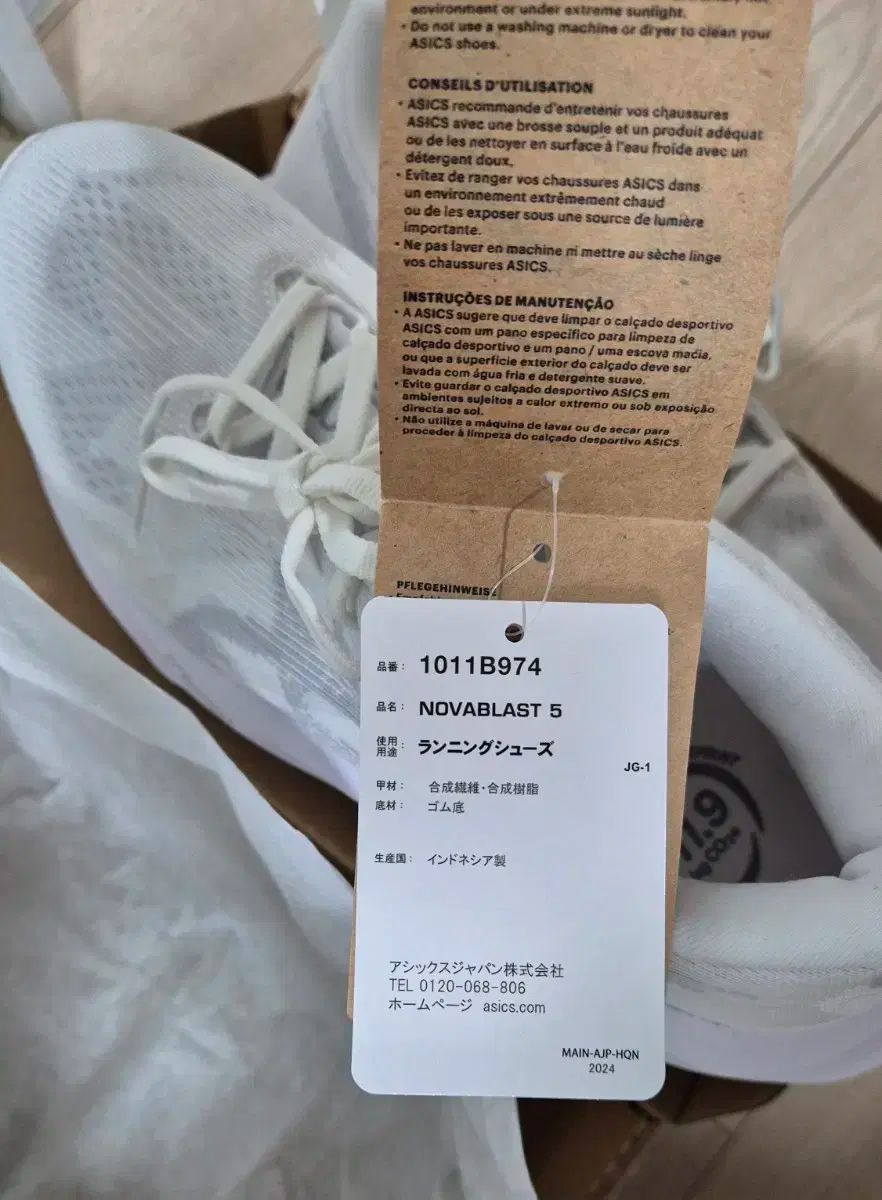 environment or under extreme sunlight.
• Do not use a washing machine or dryer to clean your
ASICS shoes.
CONSEILS D'UTILISATION
• ASICS recommande d'entretenir vos chaussures
ASICS avec une brosse souple et un produit adéquat
ou de les nettoyer en surface à l'eau froide avec un
détergent doux.
• Evitez de ranger vos chaussures ASICS dans
un environnement extrêmement chaud
ou de les exposer sous une source de lumière
importante.
• Ne pas laver en machine ni mettre au sèche linge
vos chaussures ASICS.
INSTRUÇÕES DE MANUTENÇÃO
• A ASICS sugere que deve limpar o calçado desportivo
ASICS com um pano específico para limpeza de
calçado desportivo e um pano / uma escova macia,
ou que a superfície exterior do calçado deve ser
lavada com água fria e detergente suave.
• Evite guardar o calçado desportivo ASICS em
ambientes sujeitos a calor extremo ou sob exposição
directa ao sol.
• Não utilize a máquina de lavar ou de secar para
proceder à limpeza do calçado desportivo ASICS.
PFLEGEHINWEISE
品番： 1011B974
品名： NOVABLAST 5
使用用途： ランニングシューズ
JG-1
甲材： 合成繊維・合成樹脂
底材： ゴム底
生産国： インドネシア製
アシックスジャパン株式会社
TEL 0120-068-806
ホームページ asics.com
MAIN-AJP-HQN
2024